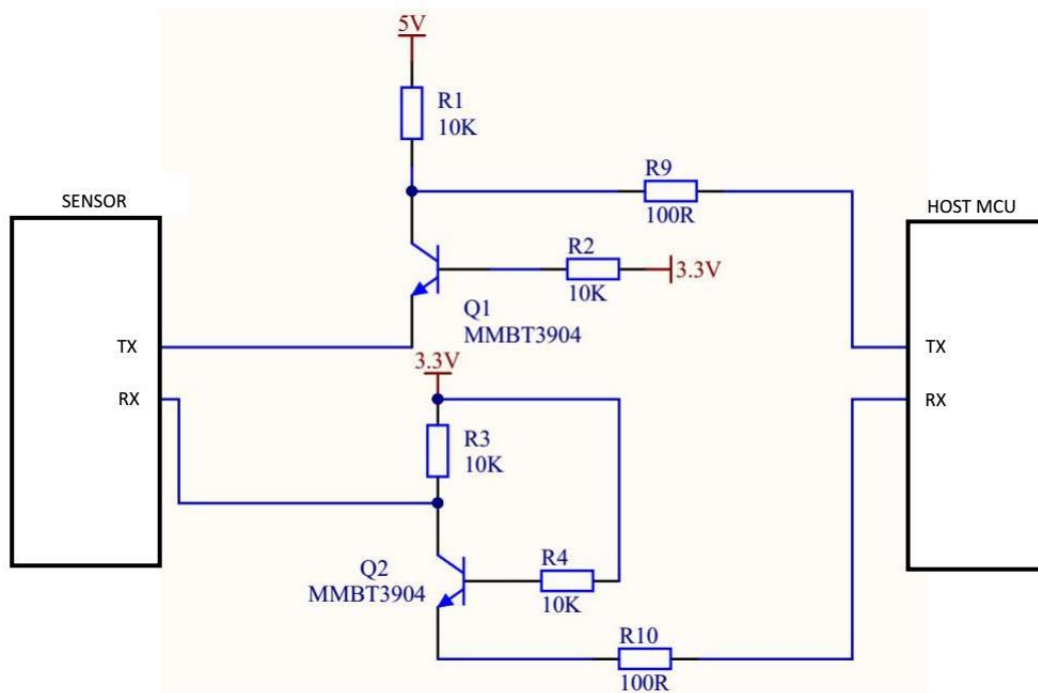 5V
R1
10K
SENSOR
R9
100R
HOST MCU
R2
10K
3.3V
Q1
MMBT3904
TX
TX
3.3V
RX
RX
R3
10K
Q2
MMBT3904
R4
10K
R10
100R